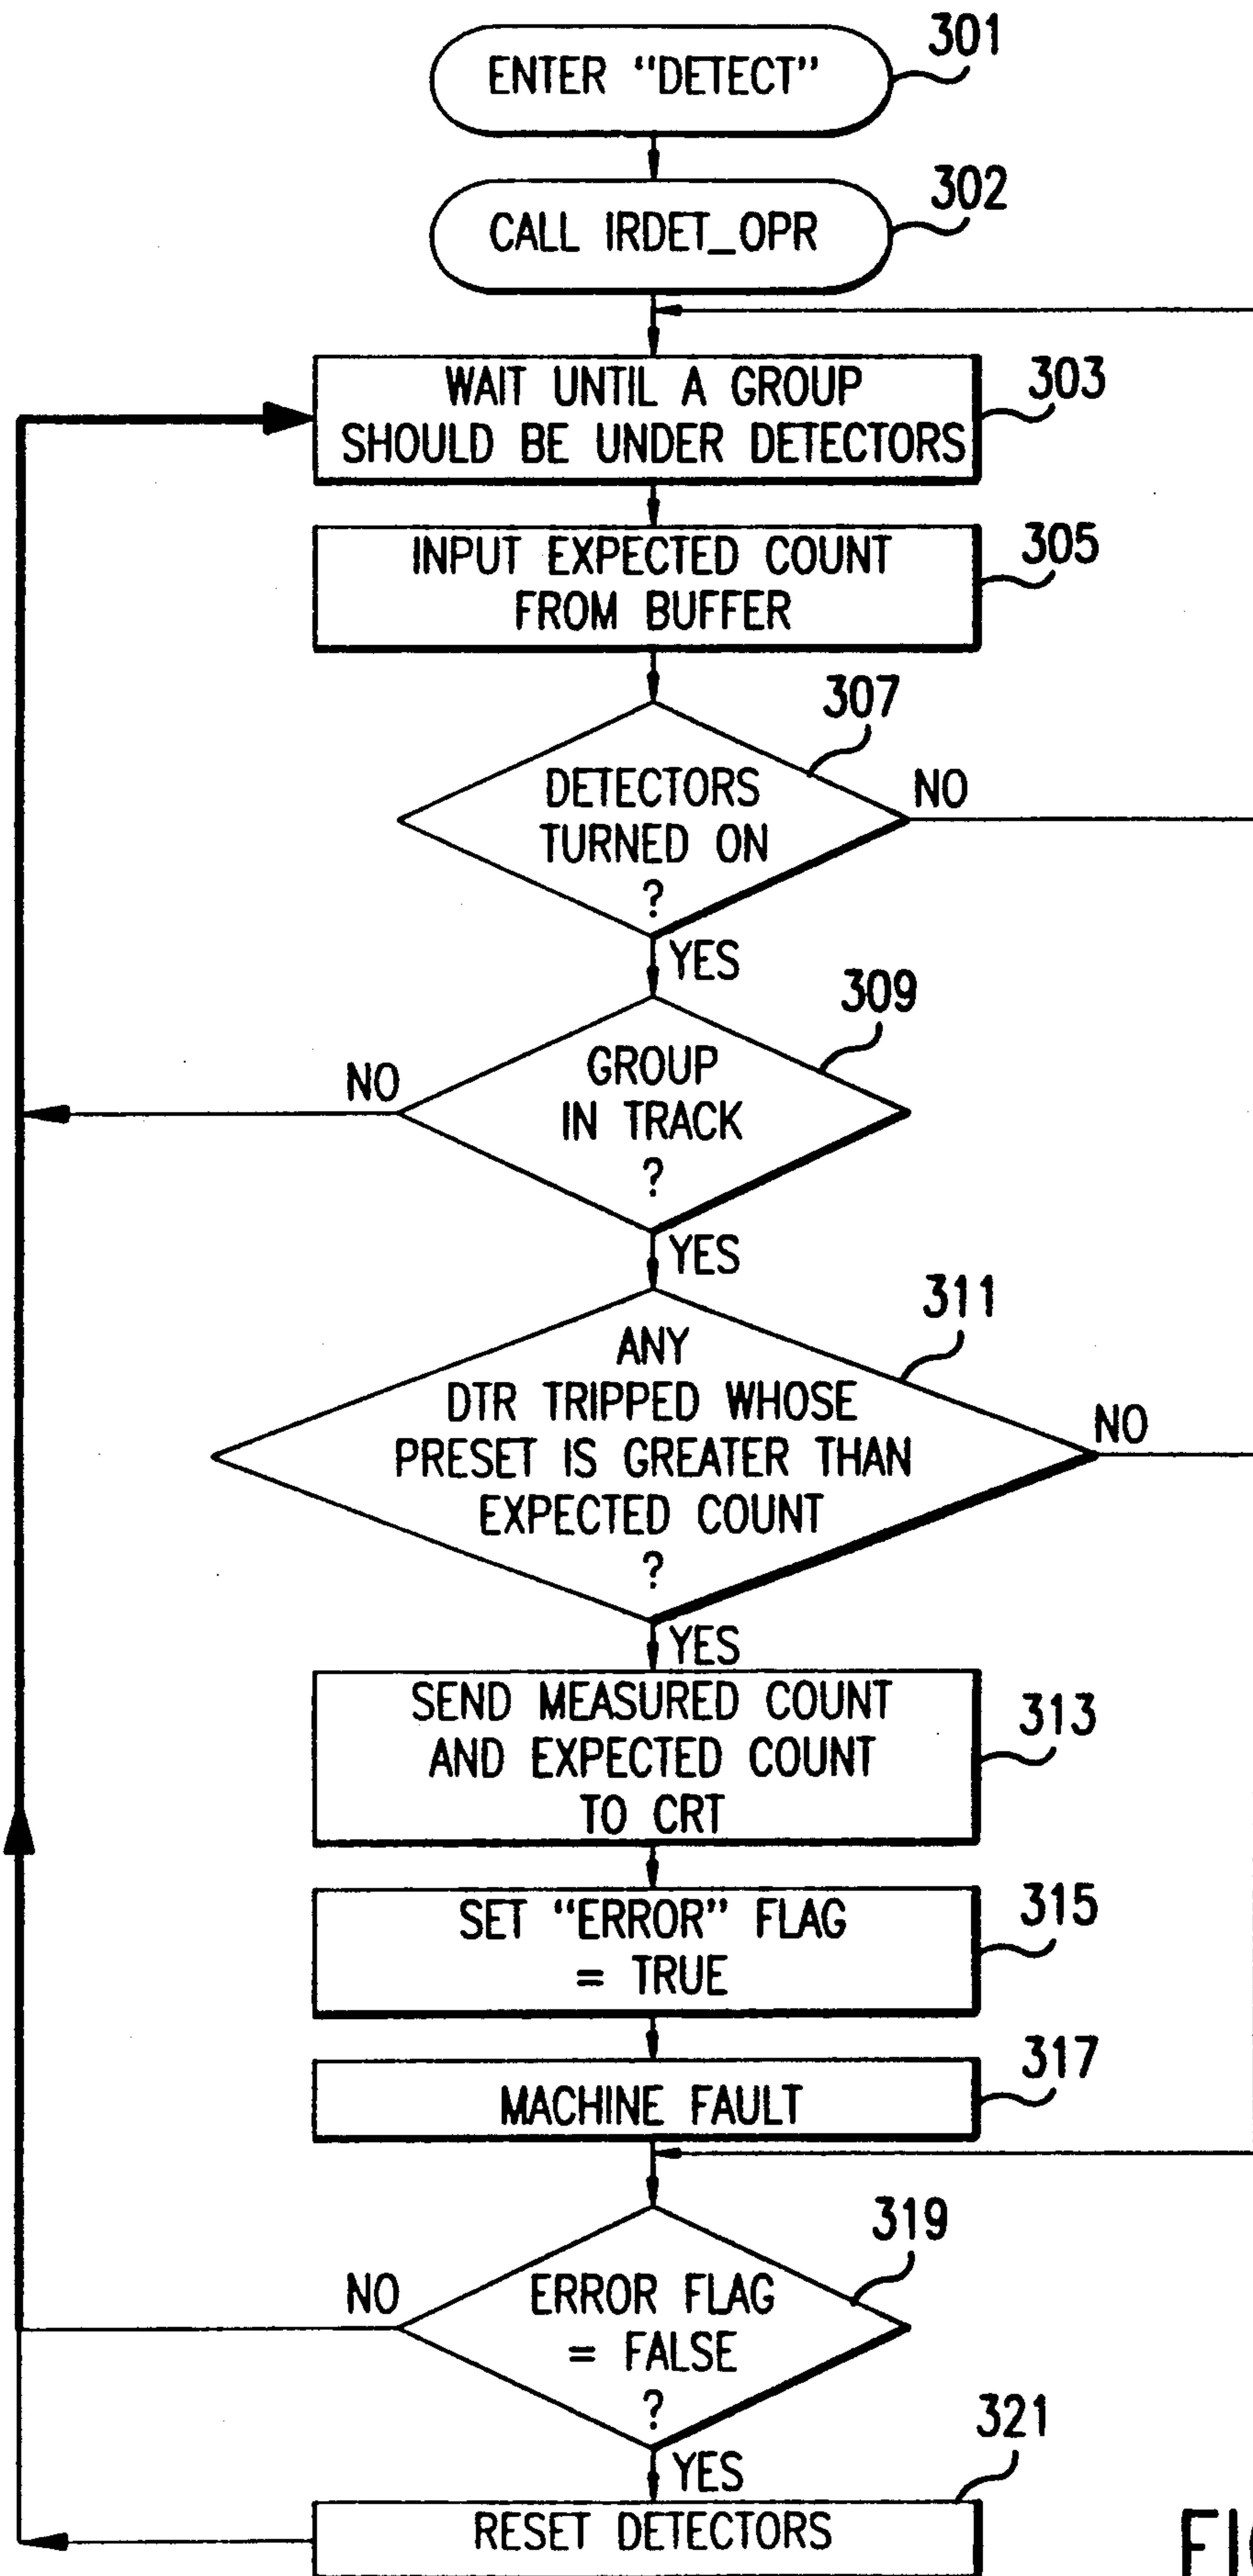 ENTER “DETECT”
301
CALL IRDET_OPR
302
WAIT UNTIL A GROUP
SHOULD BE UNDER DETECTORS
303
INPUT EXPECTED COUNT
FROM BUFFER
305
307
DETECTORS
TURNED ON
?
NO
YES
309
GROUP
IN TRACK
?
NO
YES
311
ANY
DTR TRIPPED WHOSE
PRESET IS GREATER THAN
EXPECTED COUNT
?
NO
YES
SEND MEASURED COUNT
AND EXPECTED COUNT
TO CRT
313
SET “ERROR” FLAG
= TRUE
315
MACHINE FAULT
317
319
ERROR FLAG
= FALSE
?
NO
YES
321
RESET DETECTORS